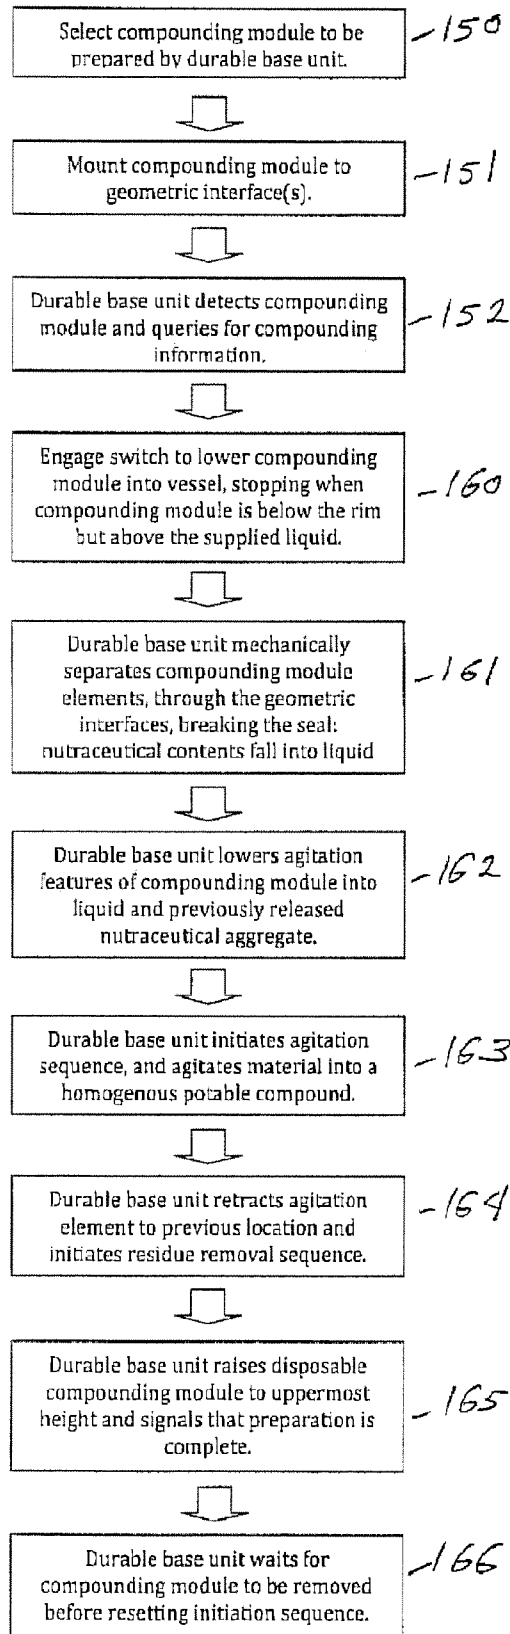 Select compounding module to be
prepared by durable base unit.
150
Mount compounding module to
geometric interface(s).
151
Durable base unit detects compounding
module and queries for compounding
information.
152
Engage switch to lower compounding
module into vessel, stopping when
compounding module is below the rim
but above the supplied liquid.
160
Durable base unit mechanically
separates compounding module
elements, through the geometric
interfaces, breaking the seal:
nutraceutical contents fall into liquid
161
Durable base unit lowers agitation
features of compounding module into
liquid and previously released
nutraceutical aggregate.
162
Durable base unit initiates agitation
sequence, and agitates material into a
homogenous potable compound.
163
Durable base unit retracts agitation
element to previous location and
initiates residue removal sequence.
164
Durable base unit raises disposable
compounding module to uppermost
height and signals that preparation is
complete.
165
Durable base unit waits for
compounding module to be removed
before resetting initiation sequence.
166